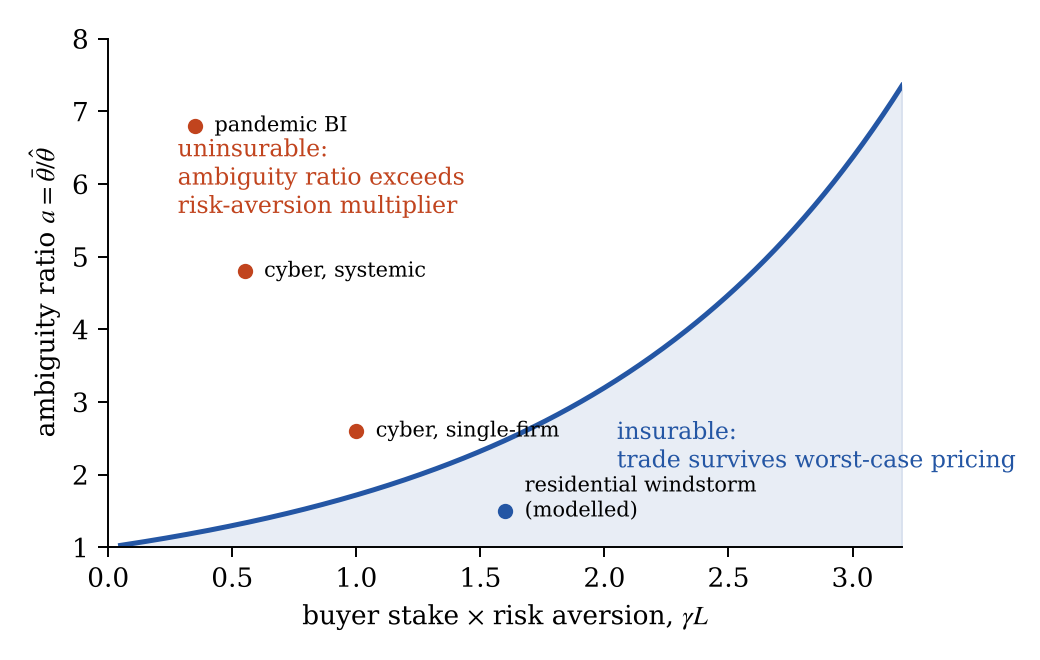 8
7
6
5
4
3
2
1
ambiguity ratio a = θ̄/θ̂
pandemic BI
uninsurable:
ambiguity ratio exceeds
risk-aversion multiplier
cyber, systemic
cyber, single-firm
insurable:
trade survives worst-case pricing
residential windstorm
(modelled)
0.0 0.5 1.0 1.5 2.0 2.5 3.0
buyer stake × risk aversion, γL